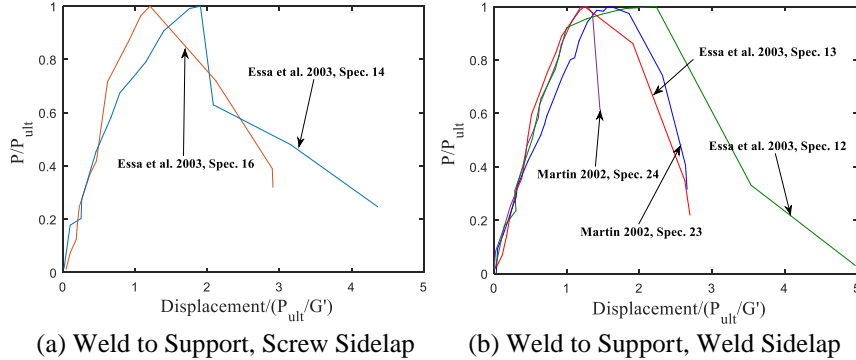 1
0.8
0.6
0.4
0.2
0
P/P_ult
Essa et al. 2003, Spec. 14
Essa et al. 2003, Spec. 16
0 1 2 3 4 5
Displacement/(P_ult/G')
(a) Weld to Support, Screw Sidelap
1
0.8
0.6
0.4
0.2
0
P/P_ult
Essa et al. 2003, Spec. 13
Essa et al. 2003, Spec. 12
Martin 2002, Spec. 24
Martin 2002, Spec. 23
0 1 2 3 4 5
Displacement/(P_ult/G')
(b) Weld to Support, Weld Sidelap